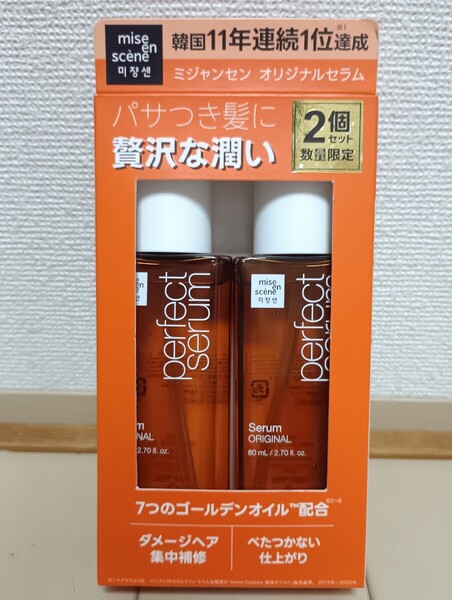 mise
en
scène
미쟝센
韓国11年連続1位達成
※1
ミジャンセン オリジナルセラム
パサつき髪に
贅沢な潤い
2個
セット
数量限定
perfect
serum
mise
en
scène
미쟝센
perfect
Serum
ORIGINAL
NAL
2.70 fl. oz.
80 mL / 2.70 fl. oz.
7つのゴールデンオイル™配合
ダメージヘア
集中補修
べたつかない
仕上がり